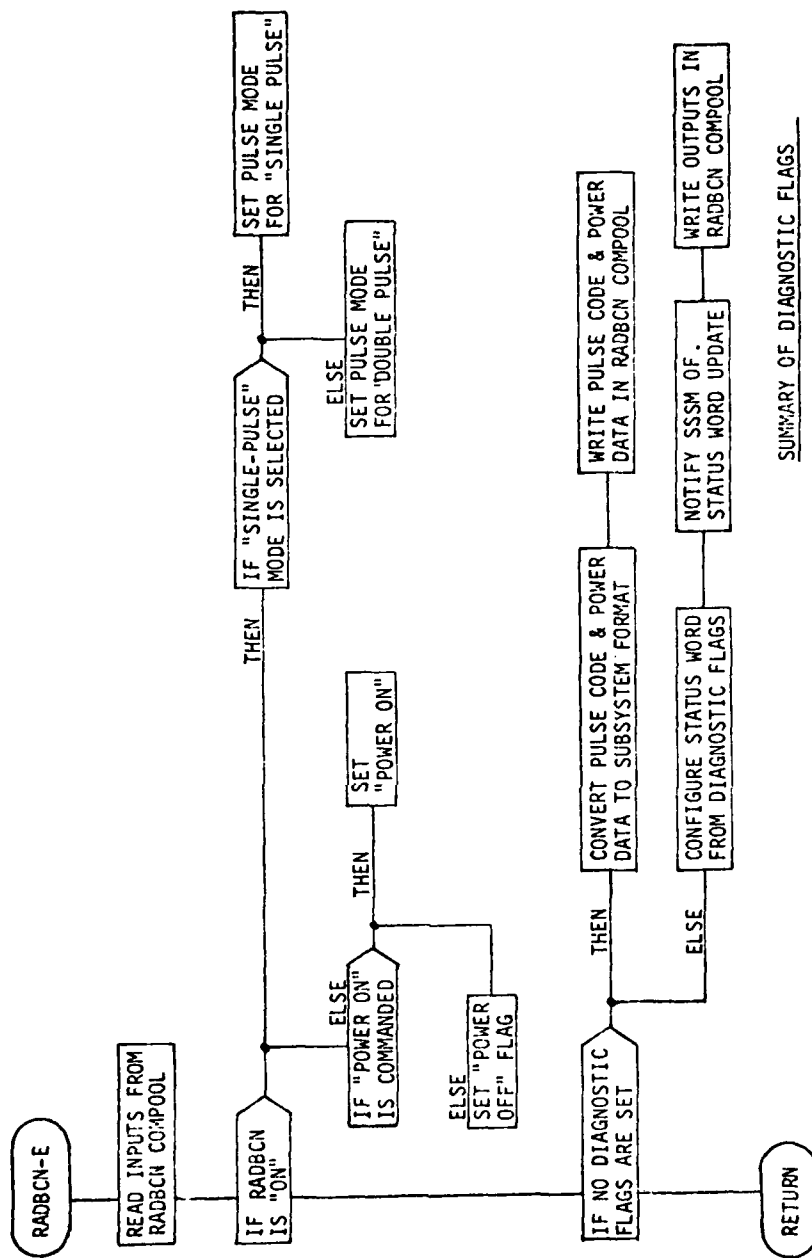 RADBCN-E
READ INPUTS FROM
RADBCN COMPOOL
IF RADBCN
IS "ON"
THEN
IF "SINGLE-PULSE"
MODE IS SELECTED
THEN
SET PULSE MODE
FOR "SINGLE PULSE"
ELSE
SET PULSE MODE
FOR "DOUBLE PULSE"
ELSE
IF "POWER ON"
IS COMMANDED
THEN
SET
"POWER ON"
ELSE
SET "POWER
OFF" FLAG
IF NO DIAGNOSTIC
FLAGS ARE SET
THEN
CONVERT PULSE CODE & POWER
DATA TO SUBSYSTEM FORMAT
WRITE PULSE CODE & POWER
DATA IN RADBCN COMPOOL
ELSE
CONFIGURE STATUS WORD
FROM DIAGNOSTIC FLAGS
NOTIFY SSSM OF.
STATUS WORD UPDATE
WRITE OUTPUTS IN
RADBCN COMPOOL
RETURN
SUMMARY OF DIAGNOSTIC FLAGS